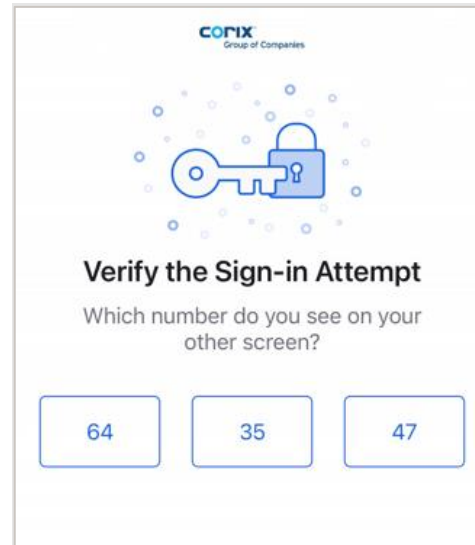 CORIX
Group of Companies
Verify the Sign-in Attempt
Which number do you see on your
other screen?
64 35 47